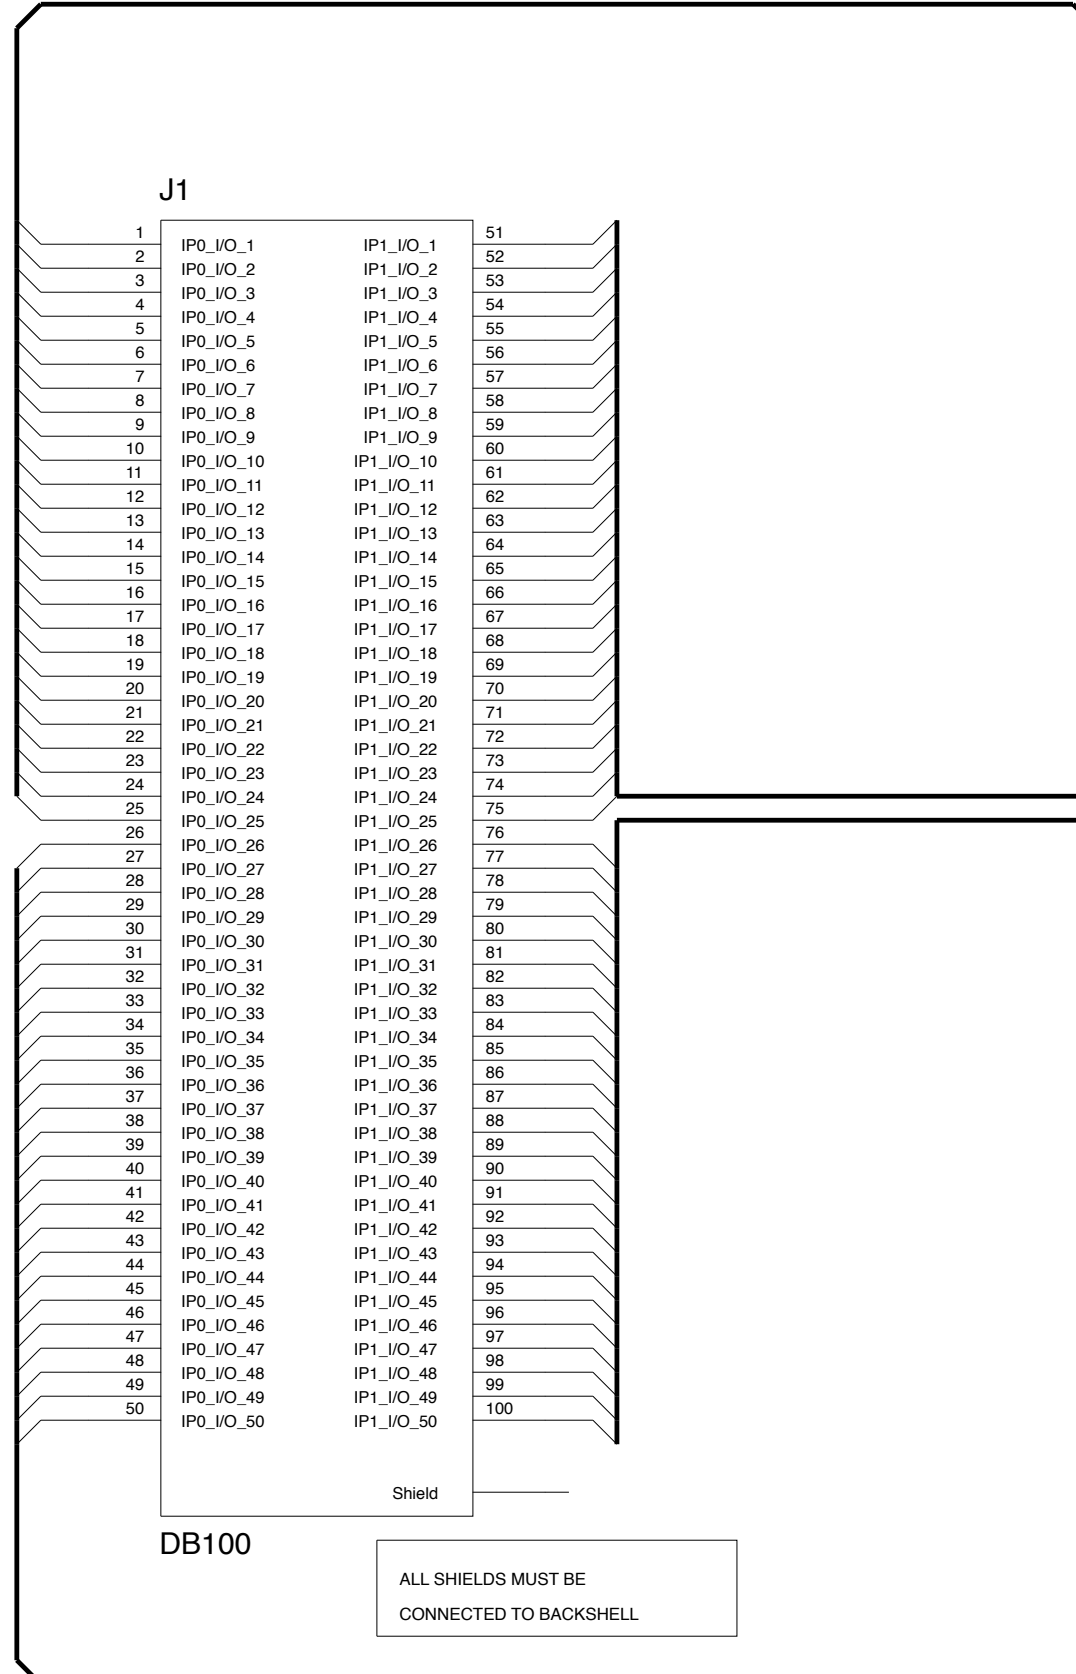 J1
1 IP0_I/O_1 IP1_I/O_1 51
2 IP0_I/O_2 IP1_I/O_2 52
3 IP0_I/O_3 IP1_I/O_3 53
4 IP0_I/O_4 IP1_I/O_4 54
5 IP0_I/O_5 IP1_I/O_5 55
6 IP0_I/O_6 IP1_I/O_6 56
7 IP0_I/O_7 IP1_I/O_7 57
8 IP0_I/O_8 IP1_I/O_8 58
9 IP0_I/O_9 IP1_I/O_9 59
10 IP0_I/O_10 IP1_I/O_10 60
11 IP0_I/O_11 IP1_I/O_11 61
12 IP0_I/O_12 IP1_I/O_12 62
13 IP0_I/O_13 IP1_I/O_13 63
14 IP0_I/O_14 IP1_I/O_14 64
15 IP0_I/O_15 IP1_I/O_15 65
16 IP0_I/O_16 IP1_I/O_16 66
17 IP0_I/O_17 IP1_I/O_17 67
18 IP0_I/O_18 IP1_I/O_18 68
19 IP0_I/O_19 IP1_I/O_19 69
20 IP0_I/O_20 IP1_I/O_20 70
21 IP0_I/O_21 IP1_I/O_21 71
22 IP0_I/O_22 IP1_I/O_22 72
23 IP0_I/O_23 IP1_I/O_23 73
24 IP0_I/O_24 IP1_I/O_24 74
25 IP0_I/O_25 IP1_I/O_25 75
26 IP0_I/O_26 IP1_I/O_26 76
27 IP0_I/O_27 IP1_I/O_27 77
28 IP0_I/O_28 IP1_I/O_28 78
29 IP0_I/O_29 IP1_I/O_29 79
30 IP0_I/O_30 IP1_I/O_30 80
31 IP0_I/O_31 IP1_I/O_31 81
32 IP0_I/O_32 IP1_I/O_32 82
33 IP0_I/O_33 IP1_I/O_33 83
34 IP0_I/O_34 IP1_I/O_34 84
35 IP0_I/O_35 IP1_I/O_35 85
36 IP0_I/O_36 IP1_I/O_36 86
37 IP0_I/O_37 IP1_I/O_37 87
38 IP0_I/O_38 IP1_I/O_38 88
39 IP0_I/O_39 IP1_I/O_39 89
40 IP0_I/O_40 IP1_I/O_40 90
41 IP0_I/O_41 IP1_I/O_41 91
42 IP0_I/O_42 IP1_I/O_42 92
43 IP0_I/O_43 IP1_I/O_43 93
44 IP0_I/O_44 IP1_I/O_44 94
45 IP0_I/O_45 IP1_I/O_45 95
46 IP0_I/O_46 IP1_I/O_46 96
47 IP0_I/O_47 IP1_I/O_47 97
48 IP0_I/O_48 IP1_I/O_48 98
49 IP0_I/O_49 IP1_I/O_49 99
50 IP0_I/O_50 IP1_I/O_50 100
Shield
DB100
ALL SHIELDS MUST BE
CONNECTED TO BACKSHELL